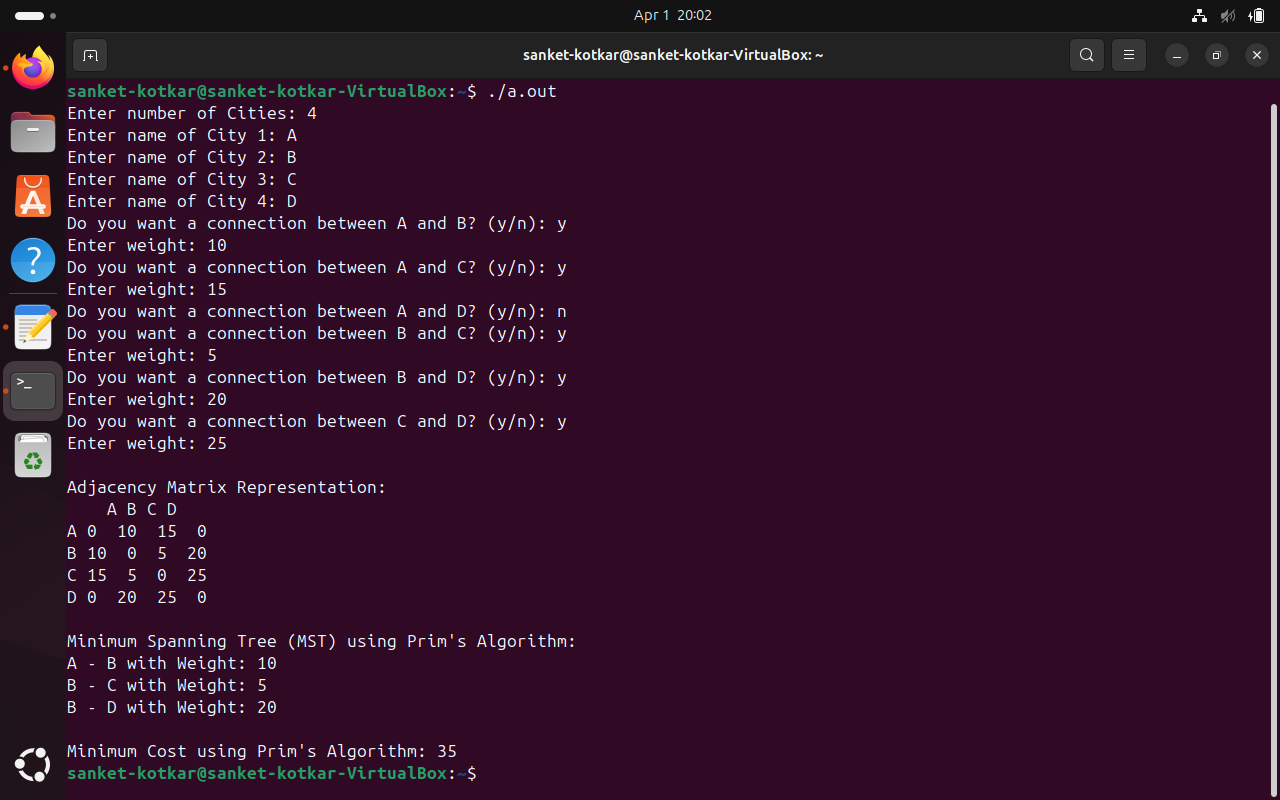 Apr 1 20:02
sanket-kotkar@sanket-kotkar-VirtualBox: ~
sanket-kotkar@sanket-kotkar-VirtualBox:~$ ./a.out
Enter number of Cities: 4
Enter name of City 1: A
Enter name of City 2: B
Enter name of City 3: C
Enter name of City 4: D
Do you want a connection between A and B? (y/n): y
Enter weight: 10
Do you want a connection between A and C? (y/n): y
Enter weight: 15
Do you want a connection between A and D? (y/n): n
Do you want a connection between B and C? (y/n): y
Enter weight: 5
Do you want a connection between B and D? (y/n): y
Enter weight: 20
Do you want a connection between C and D? (y/n): y
Enter weight: 25

Adjacency Matrix Representation:
    A B C D
A 0  10  15  0
B 10  0  5  20
C 15  5  0  25
D 0  20  25  0

Minimum Spanning Tree (MST) using Prim's Algorithm:
A - B with Weight: 10
B - C with Weight: 5
B - D with Weight: 20

Minimum Cost using Prim's Algorithm: 35
sanket-kotkar@sanket-kotkar-VirtualBox:~$